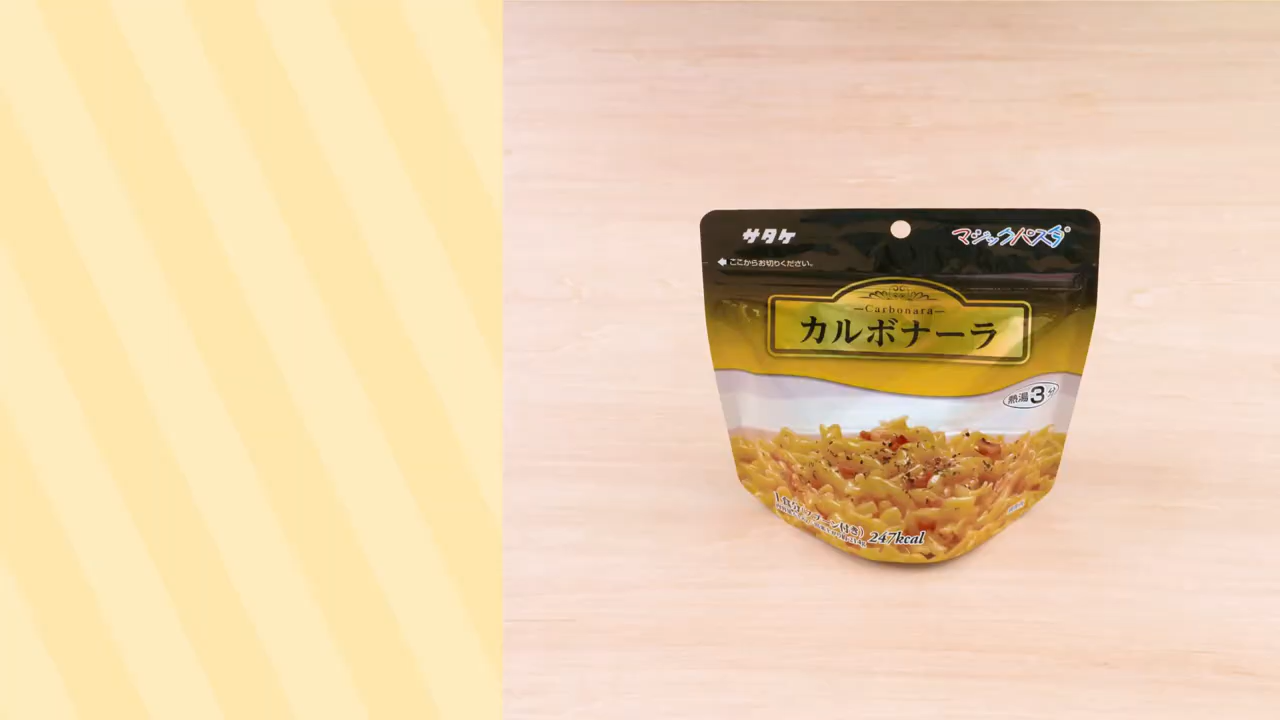 サタケ
マジックパスタ®
ここからお切りください。
Carbonara
カルボナーラ
熱湯3分
247kcal